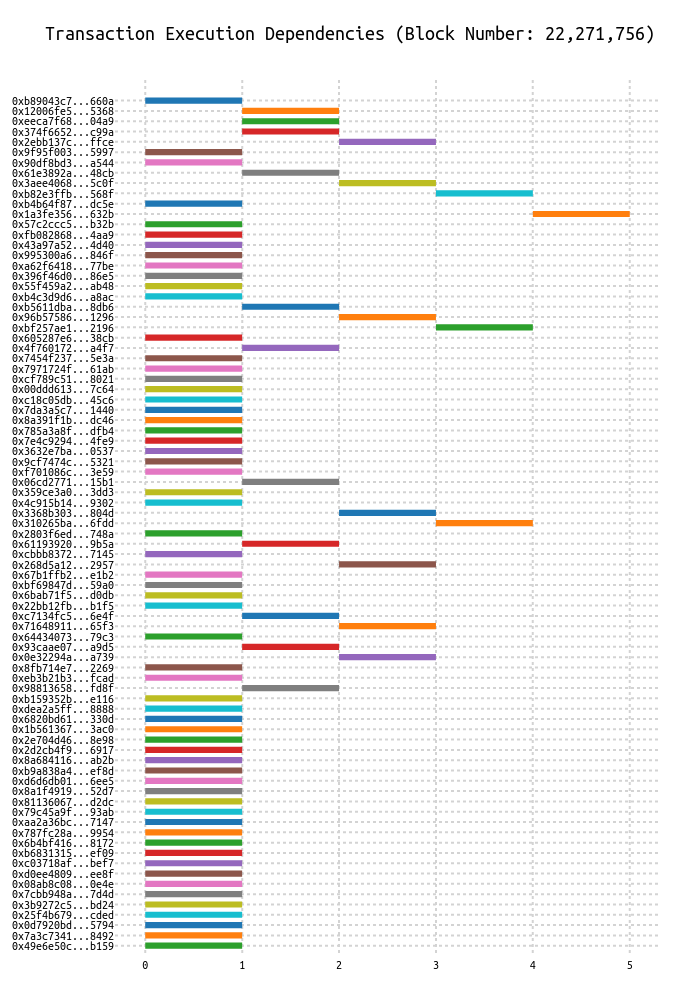 Transaction Execution Dependencies (Block Number: 22,271,756)
0xb89043c7...660a
0x12006fe5...5368
0xeeca7f68...04a9
0x374f6652...c99a
0x2ebb137c...ffce
0x9f95f003...5997
0x90df8bd3...a544
0x61e3892a...48cb
0x3aee4068...5c0f
0xb82e3ffb...568f
0xb4b64f87...dc5e
0x1a3fe356...632b
0x57c2ccc5...b32b
0xfb082868...4aa9
0x43a97a52...4d40
0x995300a6...846f
0xa62f6418...77be
0x396f46d0...86e5
0x55f459a2...ab48
0xb4c3d9d6...a8ac
0xb5611dba...8db6
0x96b57586...1296
0xbf257ae1...2196
0x605287e6...38cb
0x4f760172...a4f7
0x7454f237...5e3a
0x7971724f...61ab
0xcf789c51...8021
0x00ddd613...7c64
0xc18c05db...45c6
0x7da3a5c7...1440
0x8a391f1b...dc46
0x785a3a8f...dfb4
0x7e4c9294...4fe9
0x3632e7ba...0537
0x9cf7474c...5321
0xf701086c...3e59
0x06cd2771...15b1
0x359ce3a0...3dd3
0x4c915b14...9302
0x3368b303...804d
0x310265ba...6fdd
0x2803f6ed...748a
0x61193920...9b5a
0xcbbb8372...7145
0x268d5a12...2957
0x67b1ffb2...e1b2
0xbf69847d...59a0
0x6bab71f5...d0db
0x22bb12fb...b1f5
0xc7134fc5...6e4f
0x71648911...65f3
0x64434073...79c3
0x93caae07...a9d5
0x0e32294a...a739
0x8fb714e7...2269
0xeb3b21b3...fcad
0x98813658...fd8f
0xb159352b...e116
0xdea2a5ff...8888
0x6820bd61...330d
0x1b561367...3ac0
0x2e704d46...8e98
0x2d2cb4f9...6917
0x8a684116...ab2b
0xb9a838a4...ef8d
0xd6d6db01...6ee5
0x8a1f4919...52d7
0x81136067...d2dc
0x79c45a9f...93ab
0xaa2a36bc...7147
0x787fc28a...9954
0x6b4bf416...8172
0xb6831315...ef09
0xc03718af...bef7
0xd0ee4809...ee8f
0x08ab8c08...0e4e
0x7cbb948a...7d4d
0x3b9272c5...bd24
0x25f4b679...cded
0x0d7920bd...5794
0x7a3c7341...8492
0x49e6e50c...b159
0 1 2 3 4 5